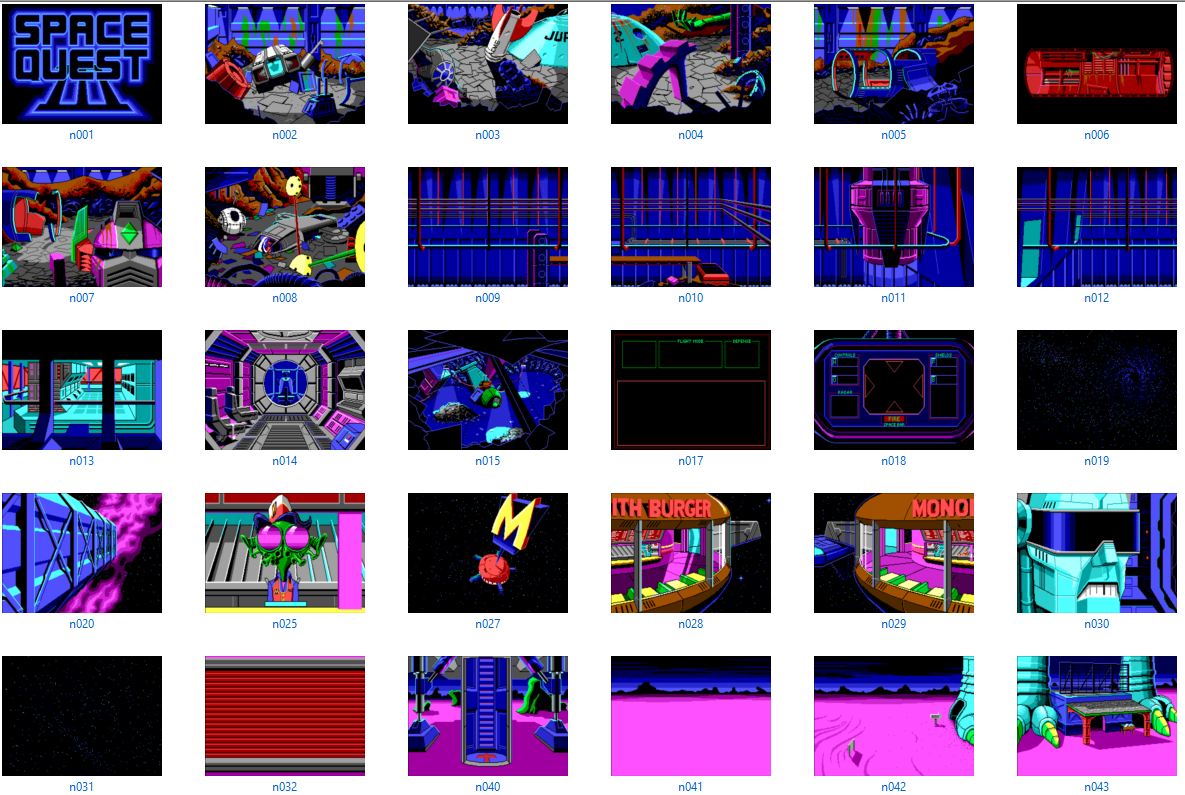 SPACE
QUEST
III
n001
n002
n003
n004
n005
n006
JUP
n007
n008
n009
n010
n011
n012
n013
n014
n015
n017
n018
n019
FLIGHT MODE
DEFENSE
CONTROLS
SHIELDS
RADAR
FIRE
SPACE BAR
n020
n025
n027
n028
n029
n030
M
ITH BURGER
MONO
n031
n032
n040
n041
n042
n043